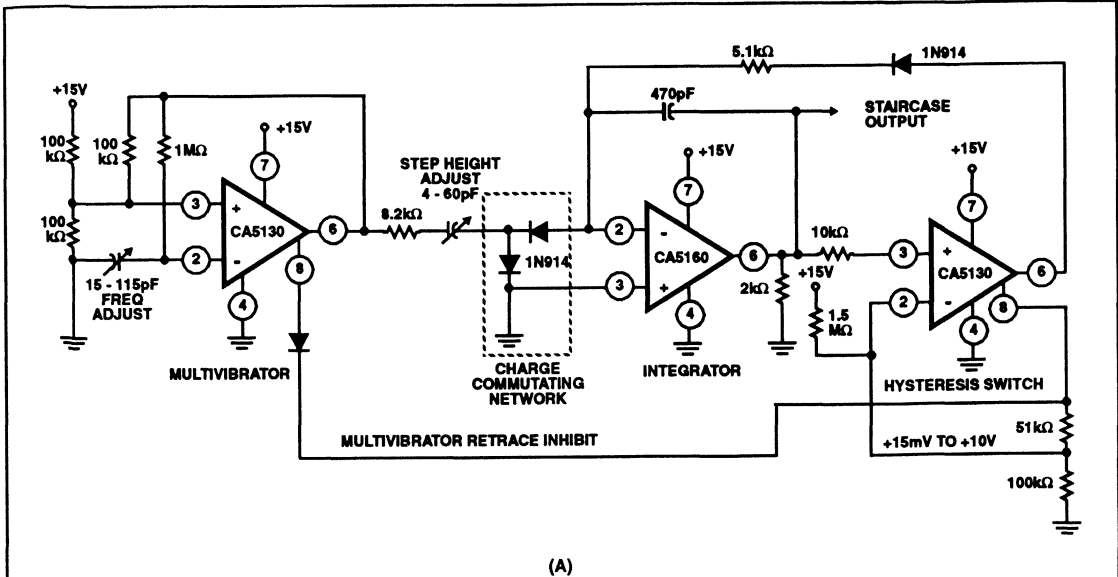 5.1kΩ
1N914
470pF
STAIRCASE
OUTPUT
+15V
100
kΩ
100
kΩ
1MΩ
+15V
7
3
+
CA5130
6
2
-
8
4
100
kΩ
15 - 115pF
FREQ
ADJUST
MULTIVIBRATOR
STEP HEIGHT
ADJUST
4 - 60pF
8.2kΩ
1N914
CHARGE
COMMUTATING
NETWORK
+15V
7
2
-
CA5160
6
3
+
4
2kΩ
INTEGRATOR
10kΩ
+15V
1.5
MΩ
+15V
7
3
+
CA5130
6
2
-
8
4
HYSTERESIS SWITCH
MULTIVIBRATOR RETRACE INHIBIT
+15mV TO +10V
51kΩ
100kΩ
(A)